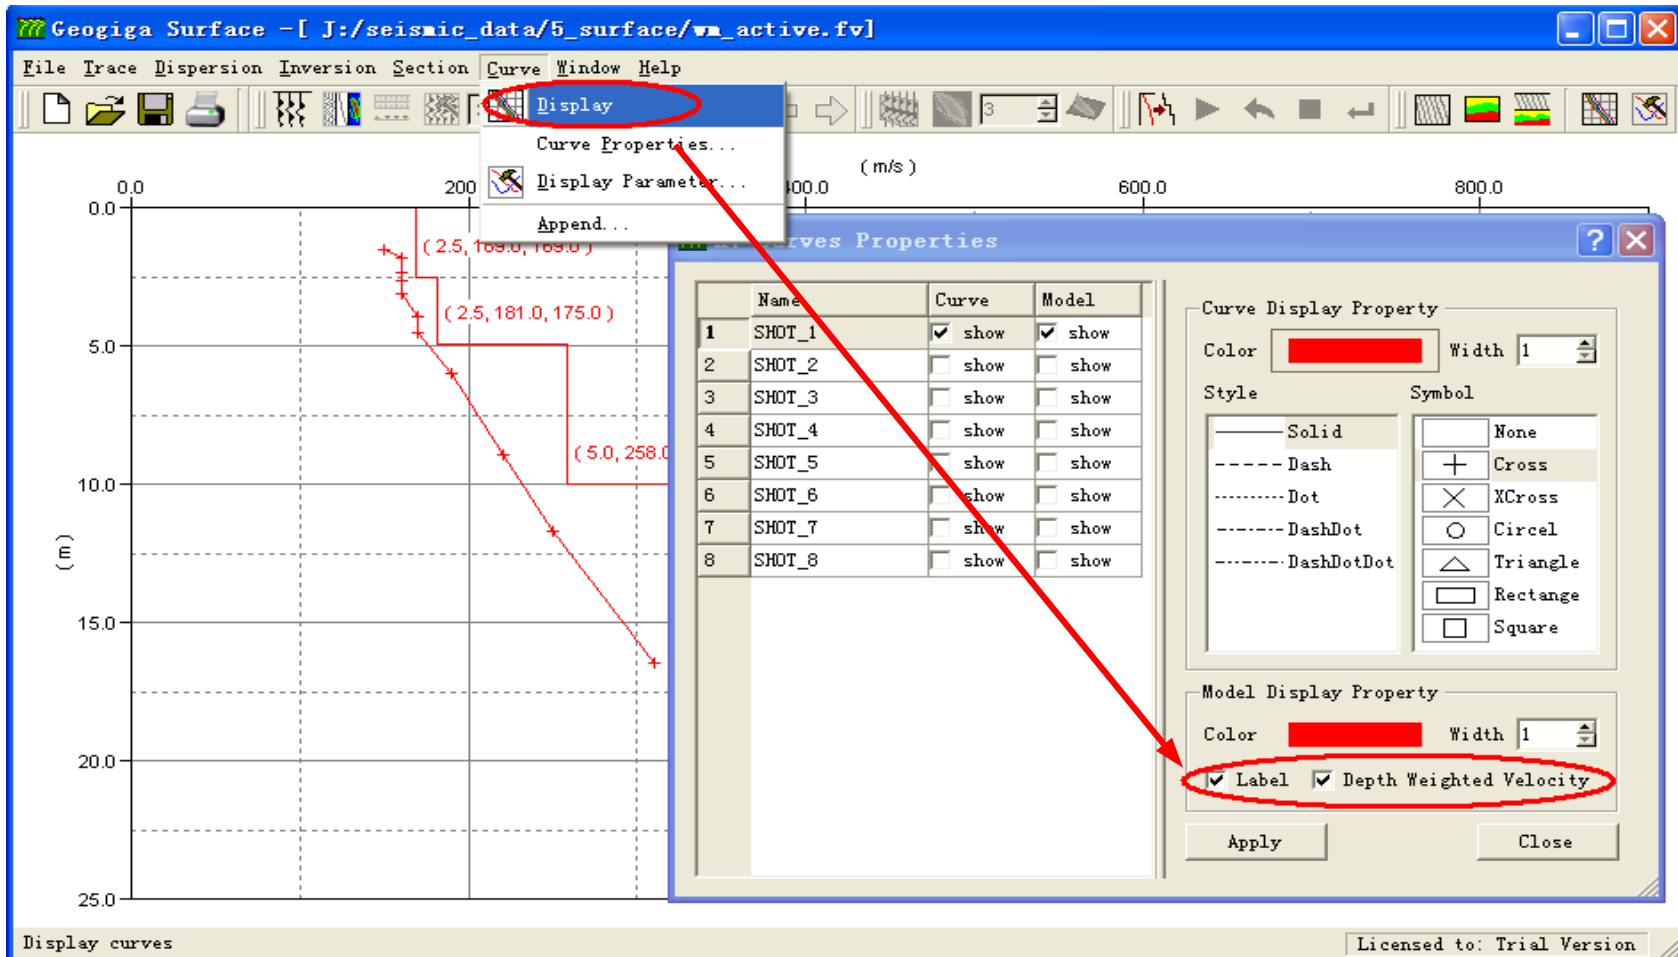 Geogiga Surface -[ J:/seismic_data/5_surface/wm_active.fv]
File Trace Dispersion Inversion Section Curve Window Help
Display
3
Curve Properties...
Display Parameter...
Append...
(m/s)
0.0 200 400.0 600.0 800.0
0.0
5.0
10.0
15.0
20.0
25.0
(m)
( 2.5, 169.0, 169.0 )
( 2.5, 181.0, 175.0 )
( 5.0, 258.0
Curves Properties
Name Curve Model
1 SHOT_1 show show
2 SHOT_2 show show
3 SHOT_3 show show
4 SHOT_4 show show
5 SHOT_5 show show
6 SHOT_6 show show
7 SHOT_7 show show
8 SHOT_8 show show
Curve Display Property
Color Width 1
Style Symbol
Solid None
Dash Cross
Dot XCross
DashDot Circel
DashDotDot Triangle
Rectange
Square
Model Display Property
Color Width 1
Label Depth Weighted Velocity
Apply Close
Display curves
Licensed to: Trial Version